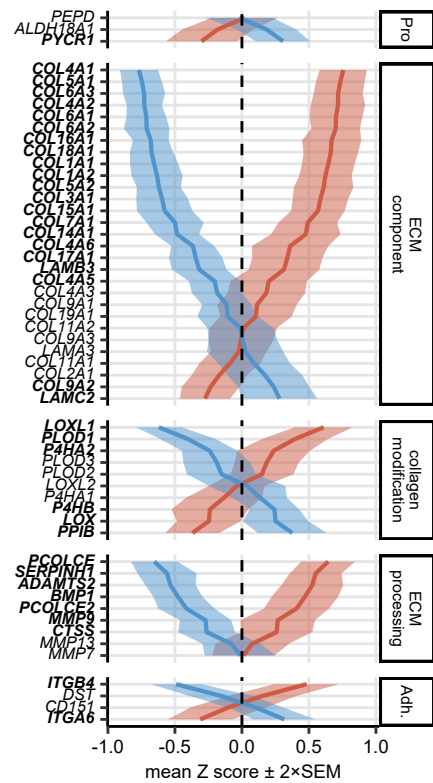 PEPD
ALDH18A1
PYCR1
Pro
COL4A1
COL5A1
COL6A3
COL4A2
COL6A1
COL6A2
COL16A1
COL18A1
COL1A1
COL1A2
COL5A2
COL3A1
COL15A1
COL7A1
COL14A1
COL4A6
COL17A1
LAMB3
COL4A5
COL4A3
COL9A1
COL19A1
COL11A2
COL9A3
LAMA3
COL11A1
COL2A1
COL9A2
LAMC2
ECM
component
LOXL1
PLOD1
P4HA2
PLOD3
PLOD2
LOXL2
P4HA1
P4HB
LOX
PPIB
collagen
modification
PCOLCE
SERPINH1
ADAMTS2
BMP1
PCOLCE2
MMP9
CTSS
MMP13
MMP7
ECM
processing
ITGB4
DST
CD151
ITGA6
Adh.
-1.0 -0.5 0.0 0.5 1.0
mean Z score ± 2×SEM